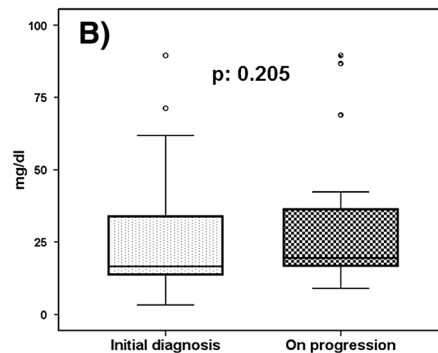 B)
p: 0.205
100
75
50
25
0
mg/dl
Initial diagnosis
On progression